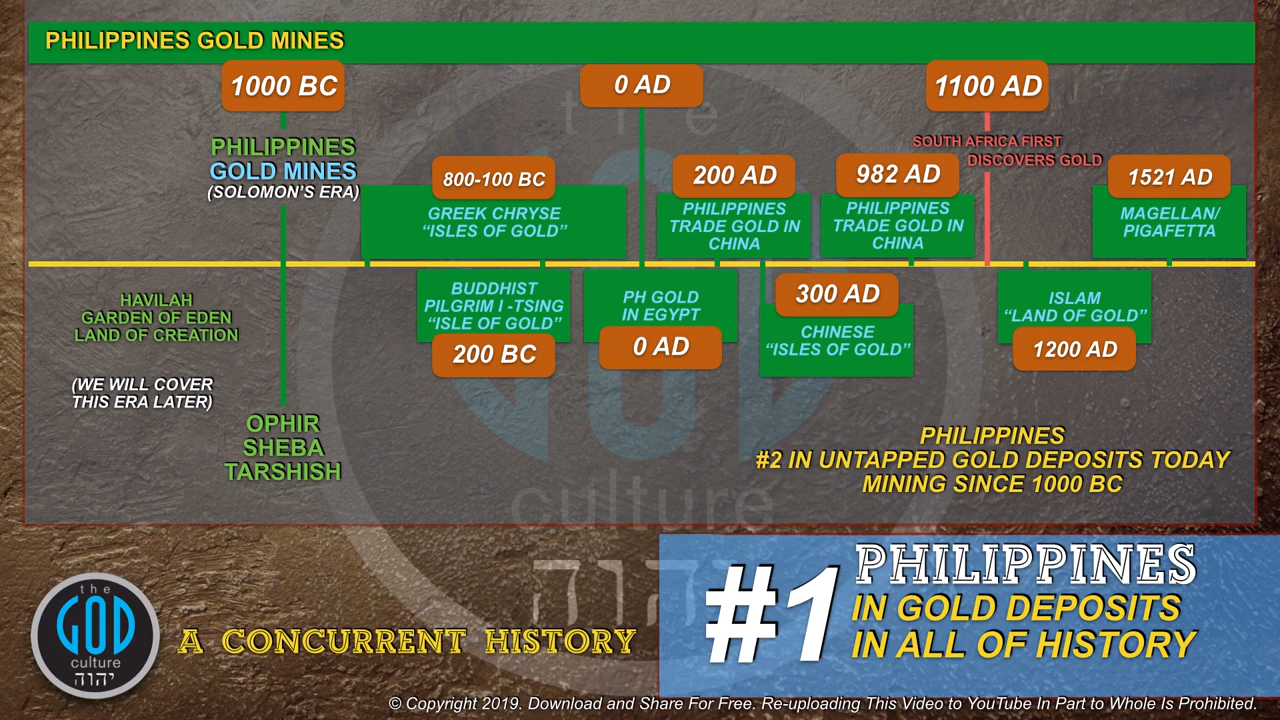 PHILIPPINES GOLD MINES
1000 BC
0 AD
1100 AD
PHILIPPINES
GOLD MINES
(SOLOMON'S ERA)
SOUTH AFRICA FIRST
DISCOVERS GOLD
800-100 BC
GREEK CHRYSE
“ISLES OF GOLD”
200 AD
PHILIPPINES
TRADE GOLD IN
CHINA
982 AD
PHILIPPINES
TRADE GOLD IN
CHINA
1521 AD
MAGELLAN/
PIGAFETTA
HAVILAH
GARDEN OF EDEN
LAND OF CREATION
(WE WILL COVER
THIS ERA LATER)
OPHIR
SHEBA
TARSHISH
BUDDHIST
PILGRIM I -TSING
“ISLE OF GOLD”
200 BC
PH GOLD
IN EGYPT
0 AD
300 AD
CHINESE
“ISLES OF GOLD”
ISLAM
“LAND OF GOLD”
1200 AD
PHILIPPINES
#2 IN UNTAPPED GOLD DEPOSITS TODAY
MINING SINCE 1000 BC
the
GOD
culture
יהוה
the
GOD
culture
יהוה
A CONCURRENT HISTORY
#1
PHILIPPINES
IN GOLD DEPOSITS
IN ALL OF HISTORY
© Copyright 2019. Download and Share For Free. Re-uploading This Video to YouTube In Part to Whole Is Prohibited.